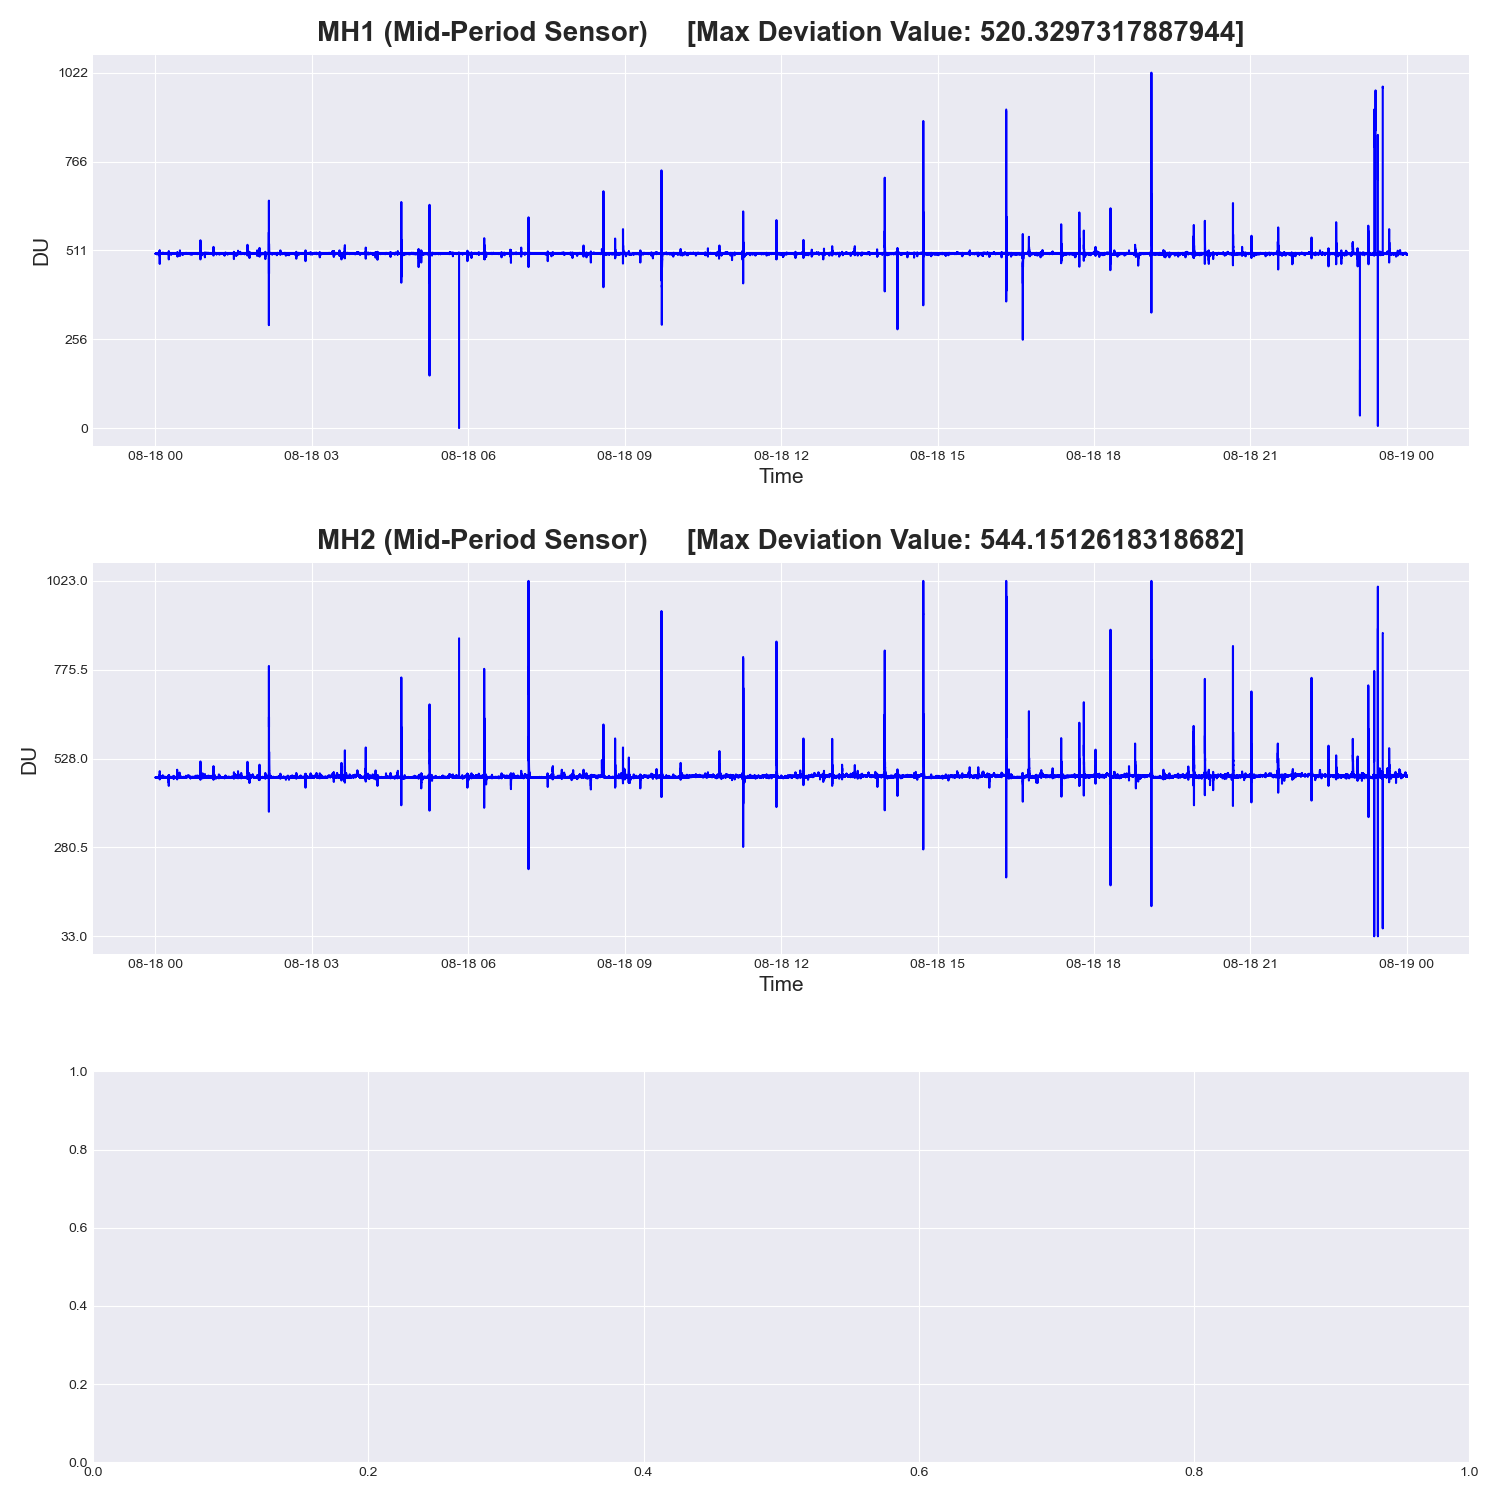 MH1 (Mid-Period Sensor) [Max Deviation Value: 520.3297317887944]
1022
766
511
256
0
DU
08-18 00 08-18 03 08-18 06 08-18 09 08-18 12 08-18 15 08-18 18 08-18 21 08-19 00
Time
MH2 (Mid-Period Sensor) [Max Deviation Value: 544.1512618318682]
1023.0
775.5
528.0
280.5
33.0
DU
08-18 00 08-18 03 08-18 06 08-18 09 08-18 12 08-18 15 08-18 18 08-18 21 08-19 00
Time
1.0
0.8
0.6
0.4
0.2
0.0
0.0 0.2 0.4 0.6 0.8 1.0